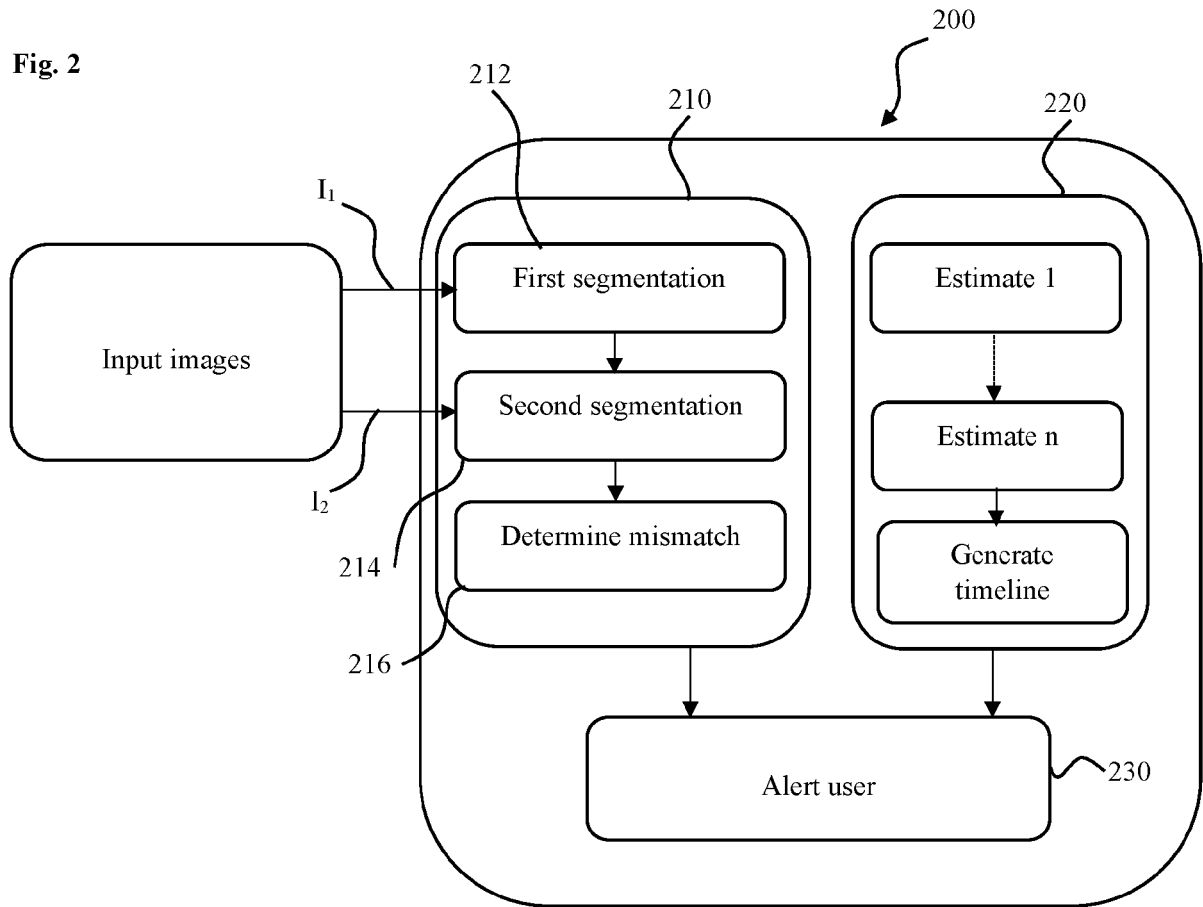 200
Fig. 2
212
210
220
I₁
First segmentation
Estimate 1
Input images
Second segmentation
Estimate n
I₂
214
Determine mismatch
Generate
timeline
216
230
Alert user